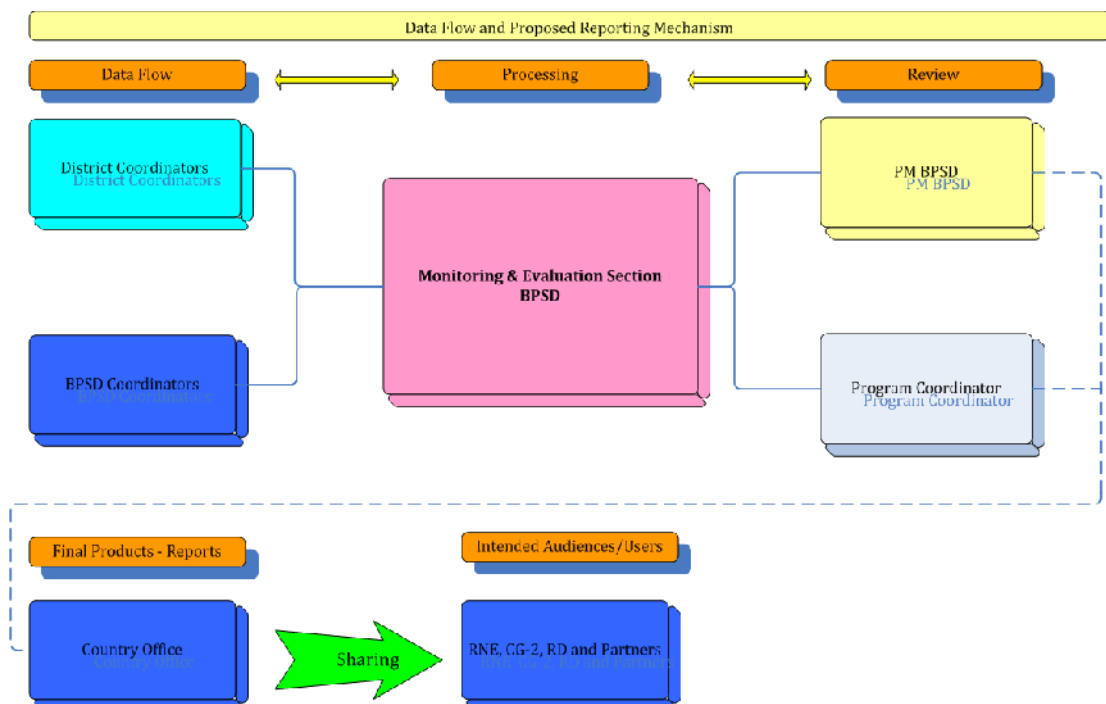 Data Flow and Proposed Reporting Mechanism
Data Flow
Processing
Review
District Coordinators
District Coordinators
PM BPSD
PM BPSD
Monitoring & Evaluation Section
BPSD
BPSD Coordinators
BPSD Coordinators
Program Coordinator
Program Coordinator
Final Products - Reports
Intended Audiences/Users
Country Office
Country Office
Sharing
RNE, CG-2, RD and Partners
RNE, CG-2, RD and Partners